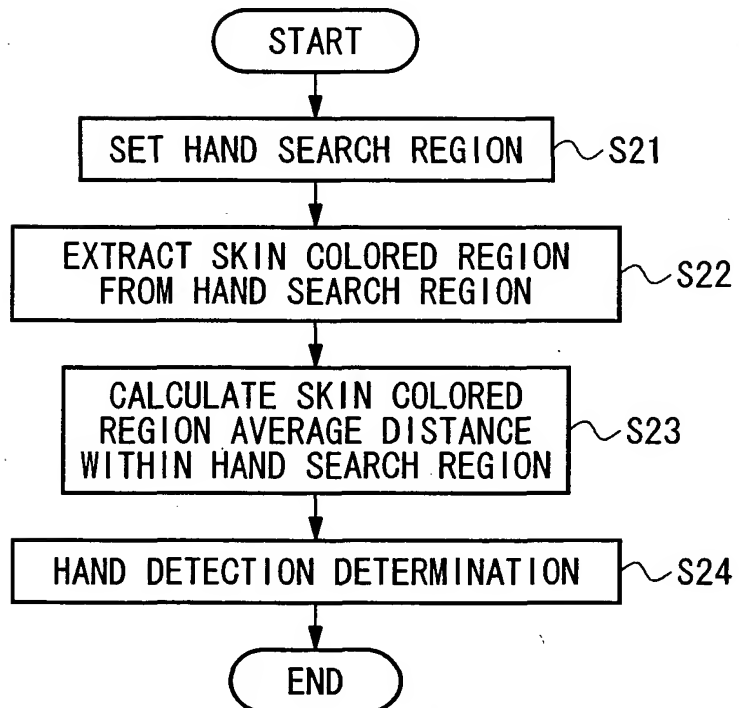 START
SET HAND SEARCH REGION
S21
EXTRACT SKIN COLORED REGION
FROM HAND SEARCH REGION
S22
CALCULATE SKIN COLORED
REGION AVERAGE DISTANCE
WITHIN HAND SEARCH REGION
S23
HAND DETECTION DETERMINATION
S24
END